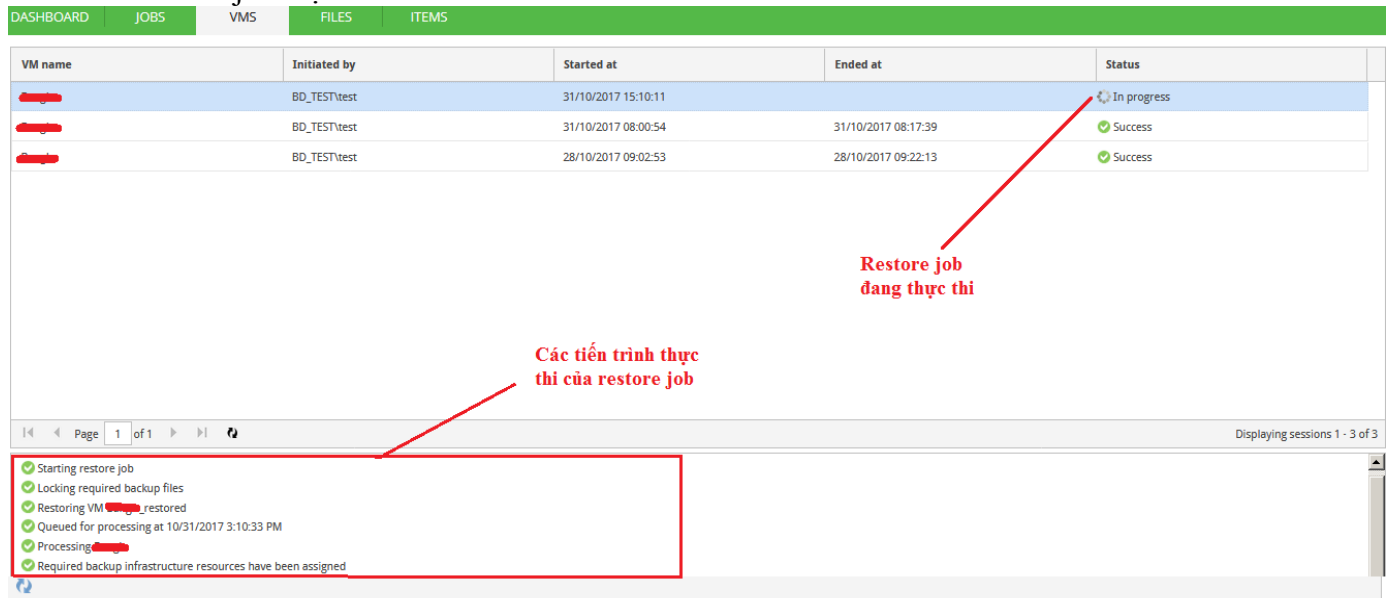 DASHBOARD JOBS VMS FILES ITEMS
VM name Initiated by Started at Ended at Status
BD_TEST\test 31/10/2017 15:10:11 In progress
BD_TEST\test 31/10/2017 08:00:54 31/10/2017 08:17:39 Success
BD_TEST\test 28/10/2017 09:02:53 28/10/2017 09:22:13 Success
Restore job
đang thực thi
Các tiến trình thực
thi của restore job
Page 1 of 1 Displaying sessions 1 - 3 of 3
Starting restore job
Locking required backup files
Restoring VM _restored
Queued for processing at 10/31/2017 3:10:33 PM
Processing
Required backup infrastructure resources have been assigned